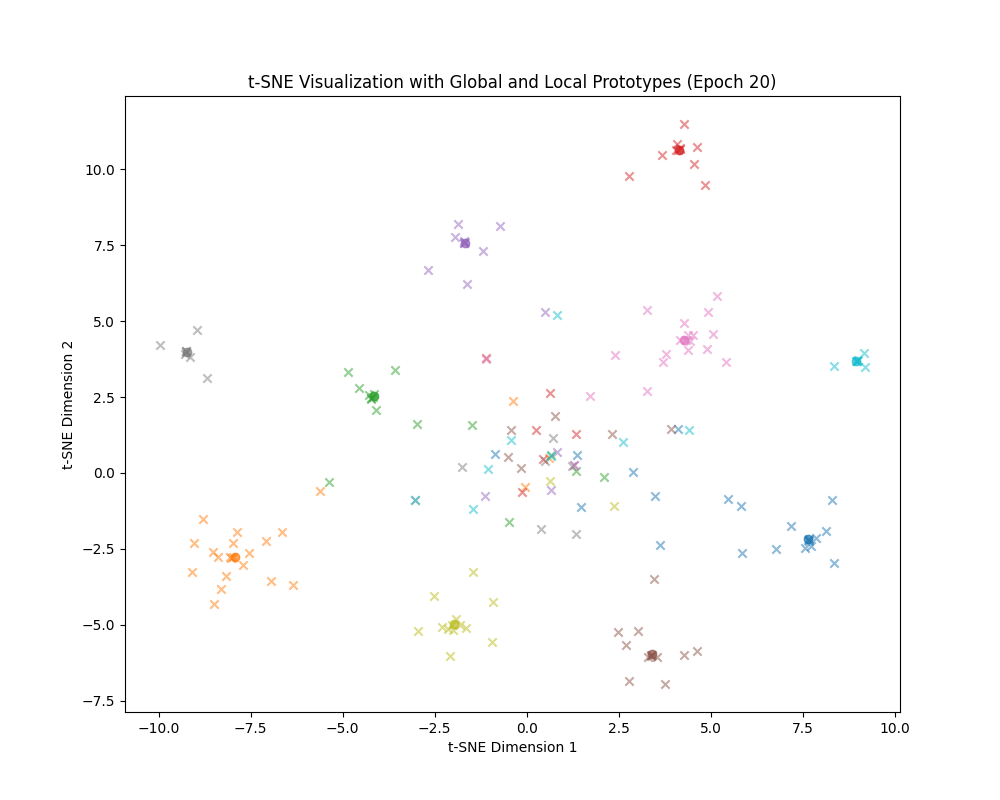 t-SNE Visualization with Global and Local Prototypes (Epoch 20)
10.0
7.5
5.0
2.5
0.0
−2.5
−5.0
−7.5
t-SNE Dimension 2
−10.0 −7.5 −5.0 −2.5 0.0 2.5 5.0 7.5 10.0
t-SNE Dimension 1